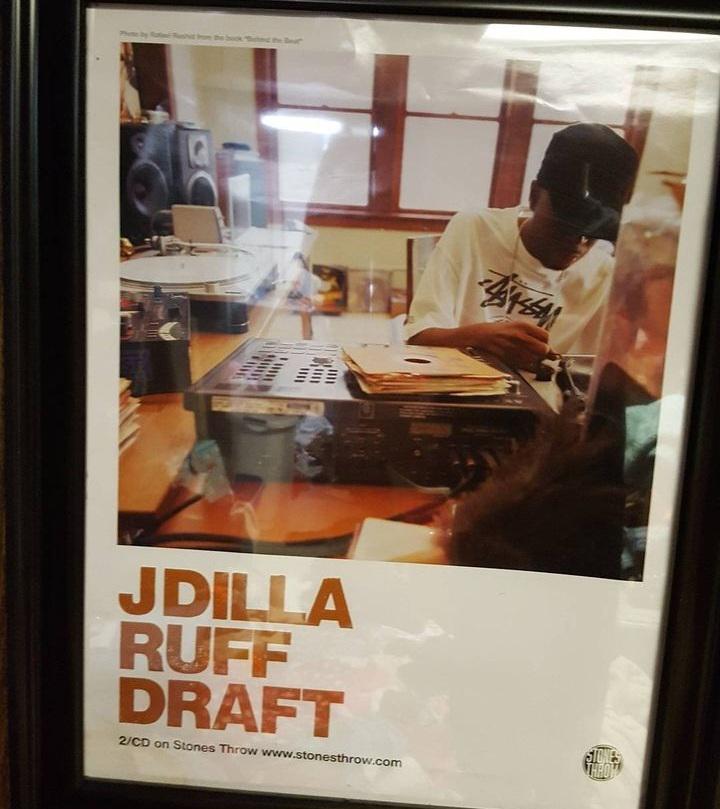 Photo by Rafael Rashid from the book "Behind the Beat"
STÜSSY
J DILLA
RUFF
DRAFT
2/CD on Stones Throw www.stonesthrow.com
STONES
THROW